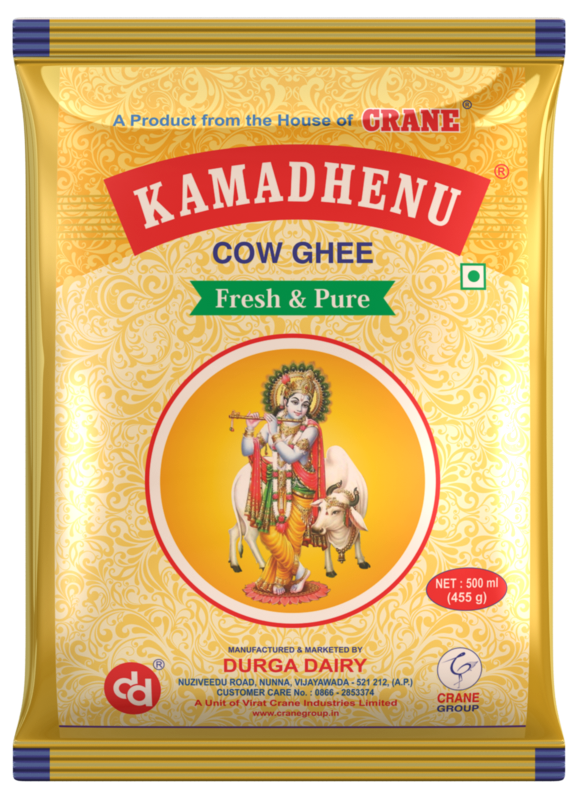 A Product from the House of CRANE®
KAMADHENU ®
COW GHEE
Fresh & Pure
NET : 500 ml
(455 g)
MANUFACTURED & MARKETED BY
DURGA DAIRY
NUZIVEEDU ROAD, NUNNA, VIJAYAWADA - 521 212, (A.P.)
CUSTOMER CARE No. : 0866 - 2853374
A Unit of Virat Crane Industries Limited
www.cranegroup.in
dd ®
CRANE
GROUP